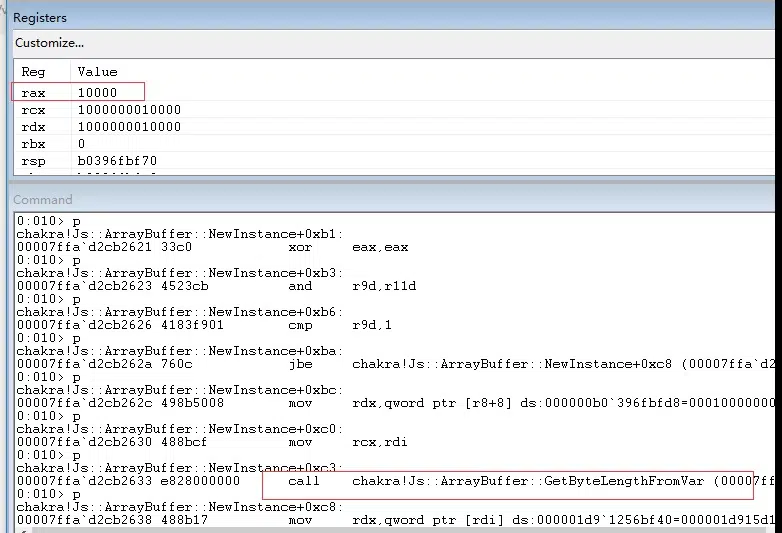 Registers
Customize...
Reg Value
rax 10000
rcx 1000000010000
rdx 1000000010000
rbx 0
rsp b0396fbf70
Command
0:010> p
chakra!Js::ArrayBuffer::NewInstance+0xb1:
00007ffa`d2cb2621 33c0 xor eax,eax
0:010> p
chakra!Js::ArrayBuffer::NewInstance+0xb3:
00007ffa`d2cb2623 4523cb and r9d,r11d
0:010> p
chakra!Js::ArrayBuffer::NewInstance+0xb6:
00007ffa`d2cb2626 4183f901 cmp r9d,1
0:010> p
chakra!Js::ArrayBuffer::NewInstance+0xba:
00007ffa`d2cb262a 760c jbe chakra!Js::ArrayBuffer::NewInstance+0xc8 (00007ffa`d2
0:010> p
chakra!Js::ArrayBuffer::NewInstance+0xbc:
00007ffa`d2cb262c 498b5008 mov rdx,qword ptr [r8+8] ds:000000b0`396fbfd8=00010000000
0:010> p
chakra!Js::ArrayBuffer::NewInstance+0xc0:
00007ffa`d2cb2630 488bcf mov rcx,rdi
0:010> p
chakra!Js::ArrayBuffer::NewInstance+0xc3:
00007ffa`d2cb2633 e828000000 call chakra!Js::ArrayBuffer::GetByteLengthFromVar (00007ff
0:010> p
chakra!Js::ArrayBuffer::NewInstance+0xc8:
00007ffa`d2cb2638 488b17 mov rdx,qword ptr [rdi] ds:000001d9`1256bf40=000001d915d1